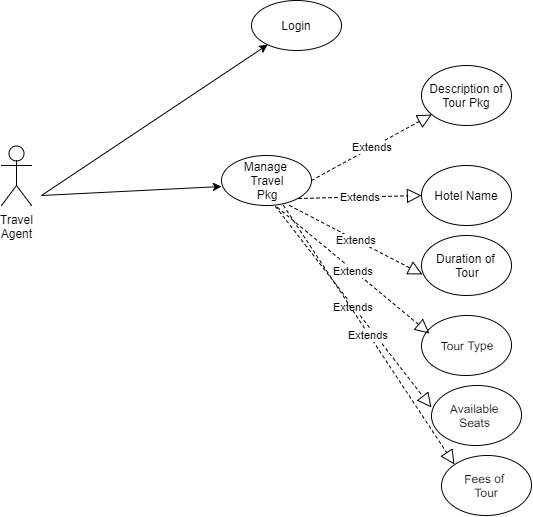 Login
Description of
Tour Pkg
Extends
Manage
Travel
Pkg
Extends
Hotel Name
Travel
Agent
Extends
Duration of
Tour
Extends
Extends
Extends
Tour Type
Available
Seats
Fees of
Tour